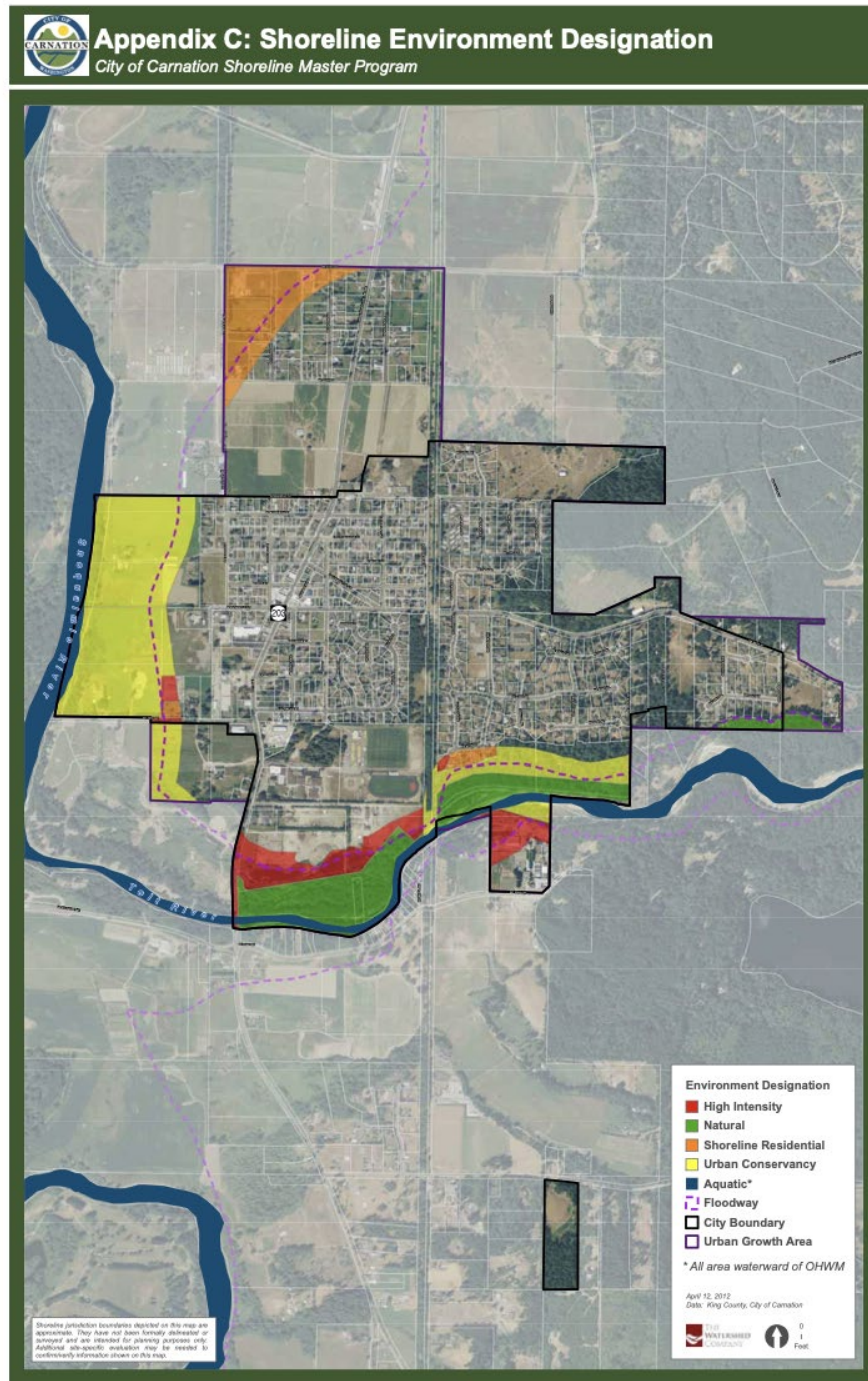 CITY OF
CARNATION
WASHINGTON
Appendix C: Shoreline Environment Designation
City of Carnation Shoreline Master Program
Snoqualmie River
203
Tolt River
Environment Designation
High Intensity
Natural
Shoreline Residential
Urban Conservancy
Aquatic*
Floodway
City Boundary
Urban Growth Area
* All area waterward of OHWM
April 12, 2012
Data: King County, City of Carnation
THE
WATERSHED
COMPANY
0
Feet
Shoreline jurisdiction boundaries depicted on this map are
approximate. They have not been formally delineated or
surveyed and are intended for planning purposes only.
Additional site-specific evaluation may be needed to
confirm/verify information shown on this map.